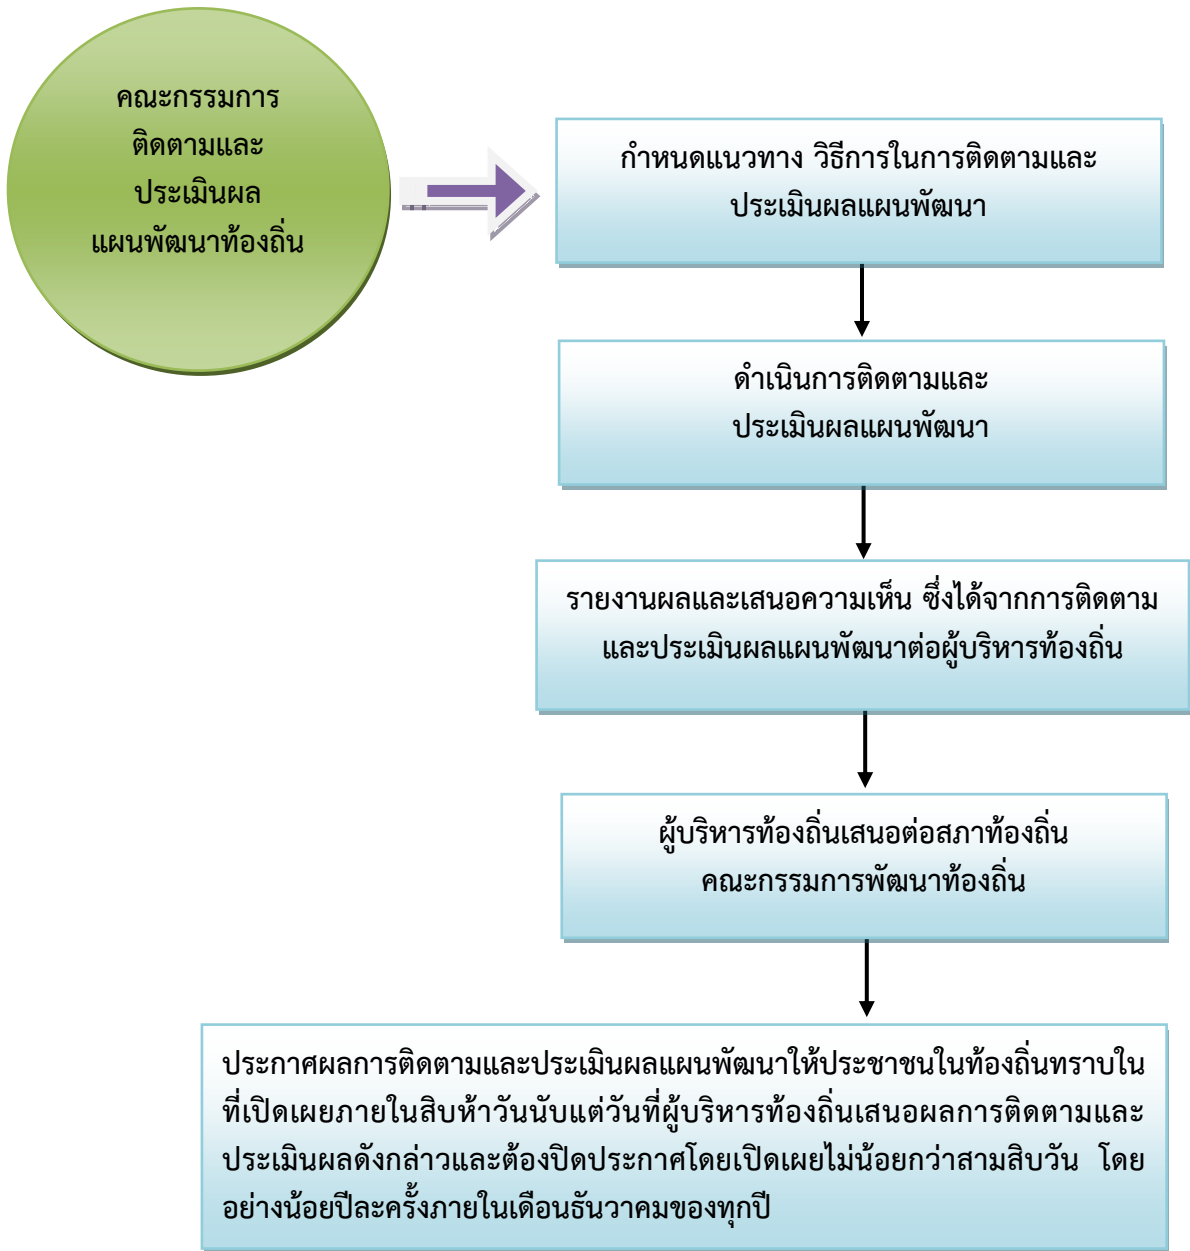 คณะกรรมการ
ติดตามและ
ประเมินผล
แผนพัฒนาท้องถิ่น
กำหนดแนวทาง วิธีการในการติดตามและ
ประเมินผลแผนพัฒนา
ดำเนินการติดตามและ
ประเมินผลแผนพัฒนา
รายงานผลและเสนอความเห็น ซึ่งได้จากการติดตาม
และประเมินผลแผนพัฒนาต่อผู้บริหารท้องถิ่น
ผู้บริหารท้องถิ่นเสนอต่อสภาท้องถิ่น
คณะกรรมการพัฒนาท้องถิ่น
ประกาศผลการติดตามและประเมินผลแผนพัฒนาให้ประชาชนในท้องถิ่นทราบใน
ที่เปิดเผยภายในสิบห้าวันนับแต่วันที่ผู้บริหารท้องถิ่นเสนอผลการติดตามและ
ประเมินผลดังกล่าวและต้องปิดประกาศโดยเปิดเผยไม่น้อยกว่าสามสิบวัน โดย
อย่างน้อยปีละครั้งภายในเดือนธันวาคมของทุกปี